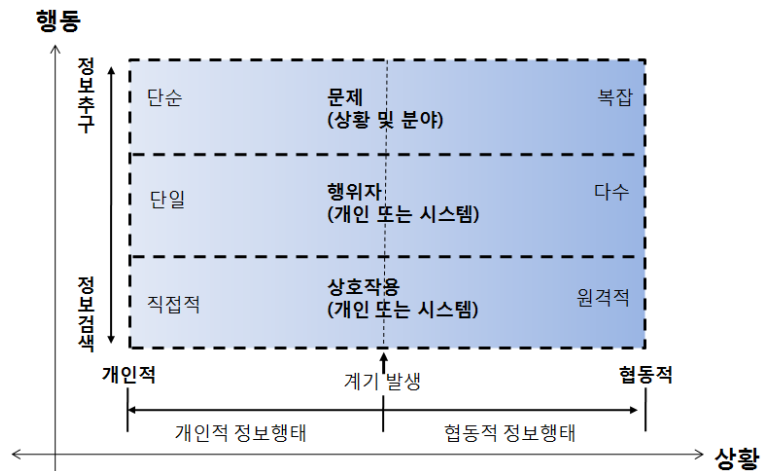 행동
정보추구
단순
문제
(상황 및 분야)
복잡
단일
행위자
(개인 또는 시스템)
다수
정보검색
직접적
상호작용
(개인 또는 시스템)
원격적
개인적
계기 발생
협동적
개인적 정보행태
협동적 정보행태
상황